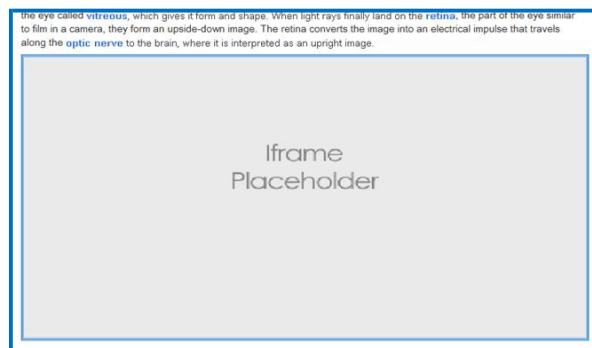 the eye called vitreous, which gives it form and shape. When light rays finally land on the retina, the part of the eye similar
to film in a camera, they form an upside-down image. The retina converts the image into an electrical impulse that travels
along the optic nerve to the brain, where it is interpreted as an upright image.
Iframe
Placeholder